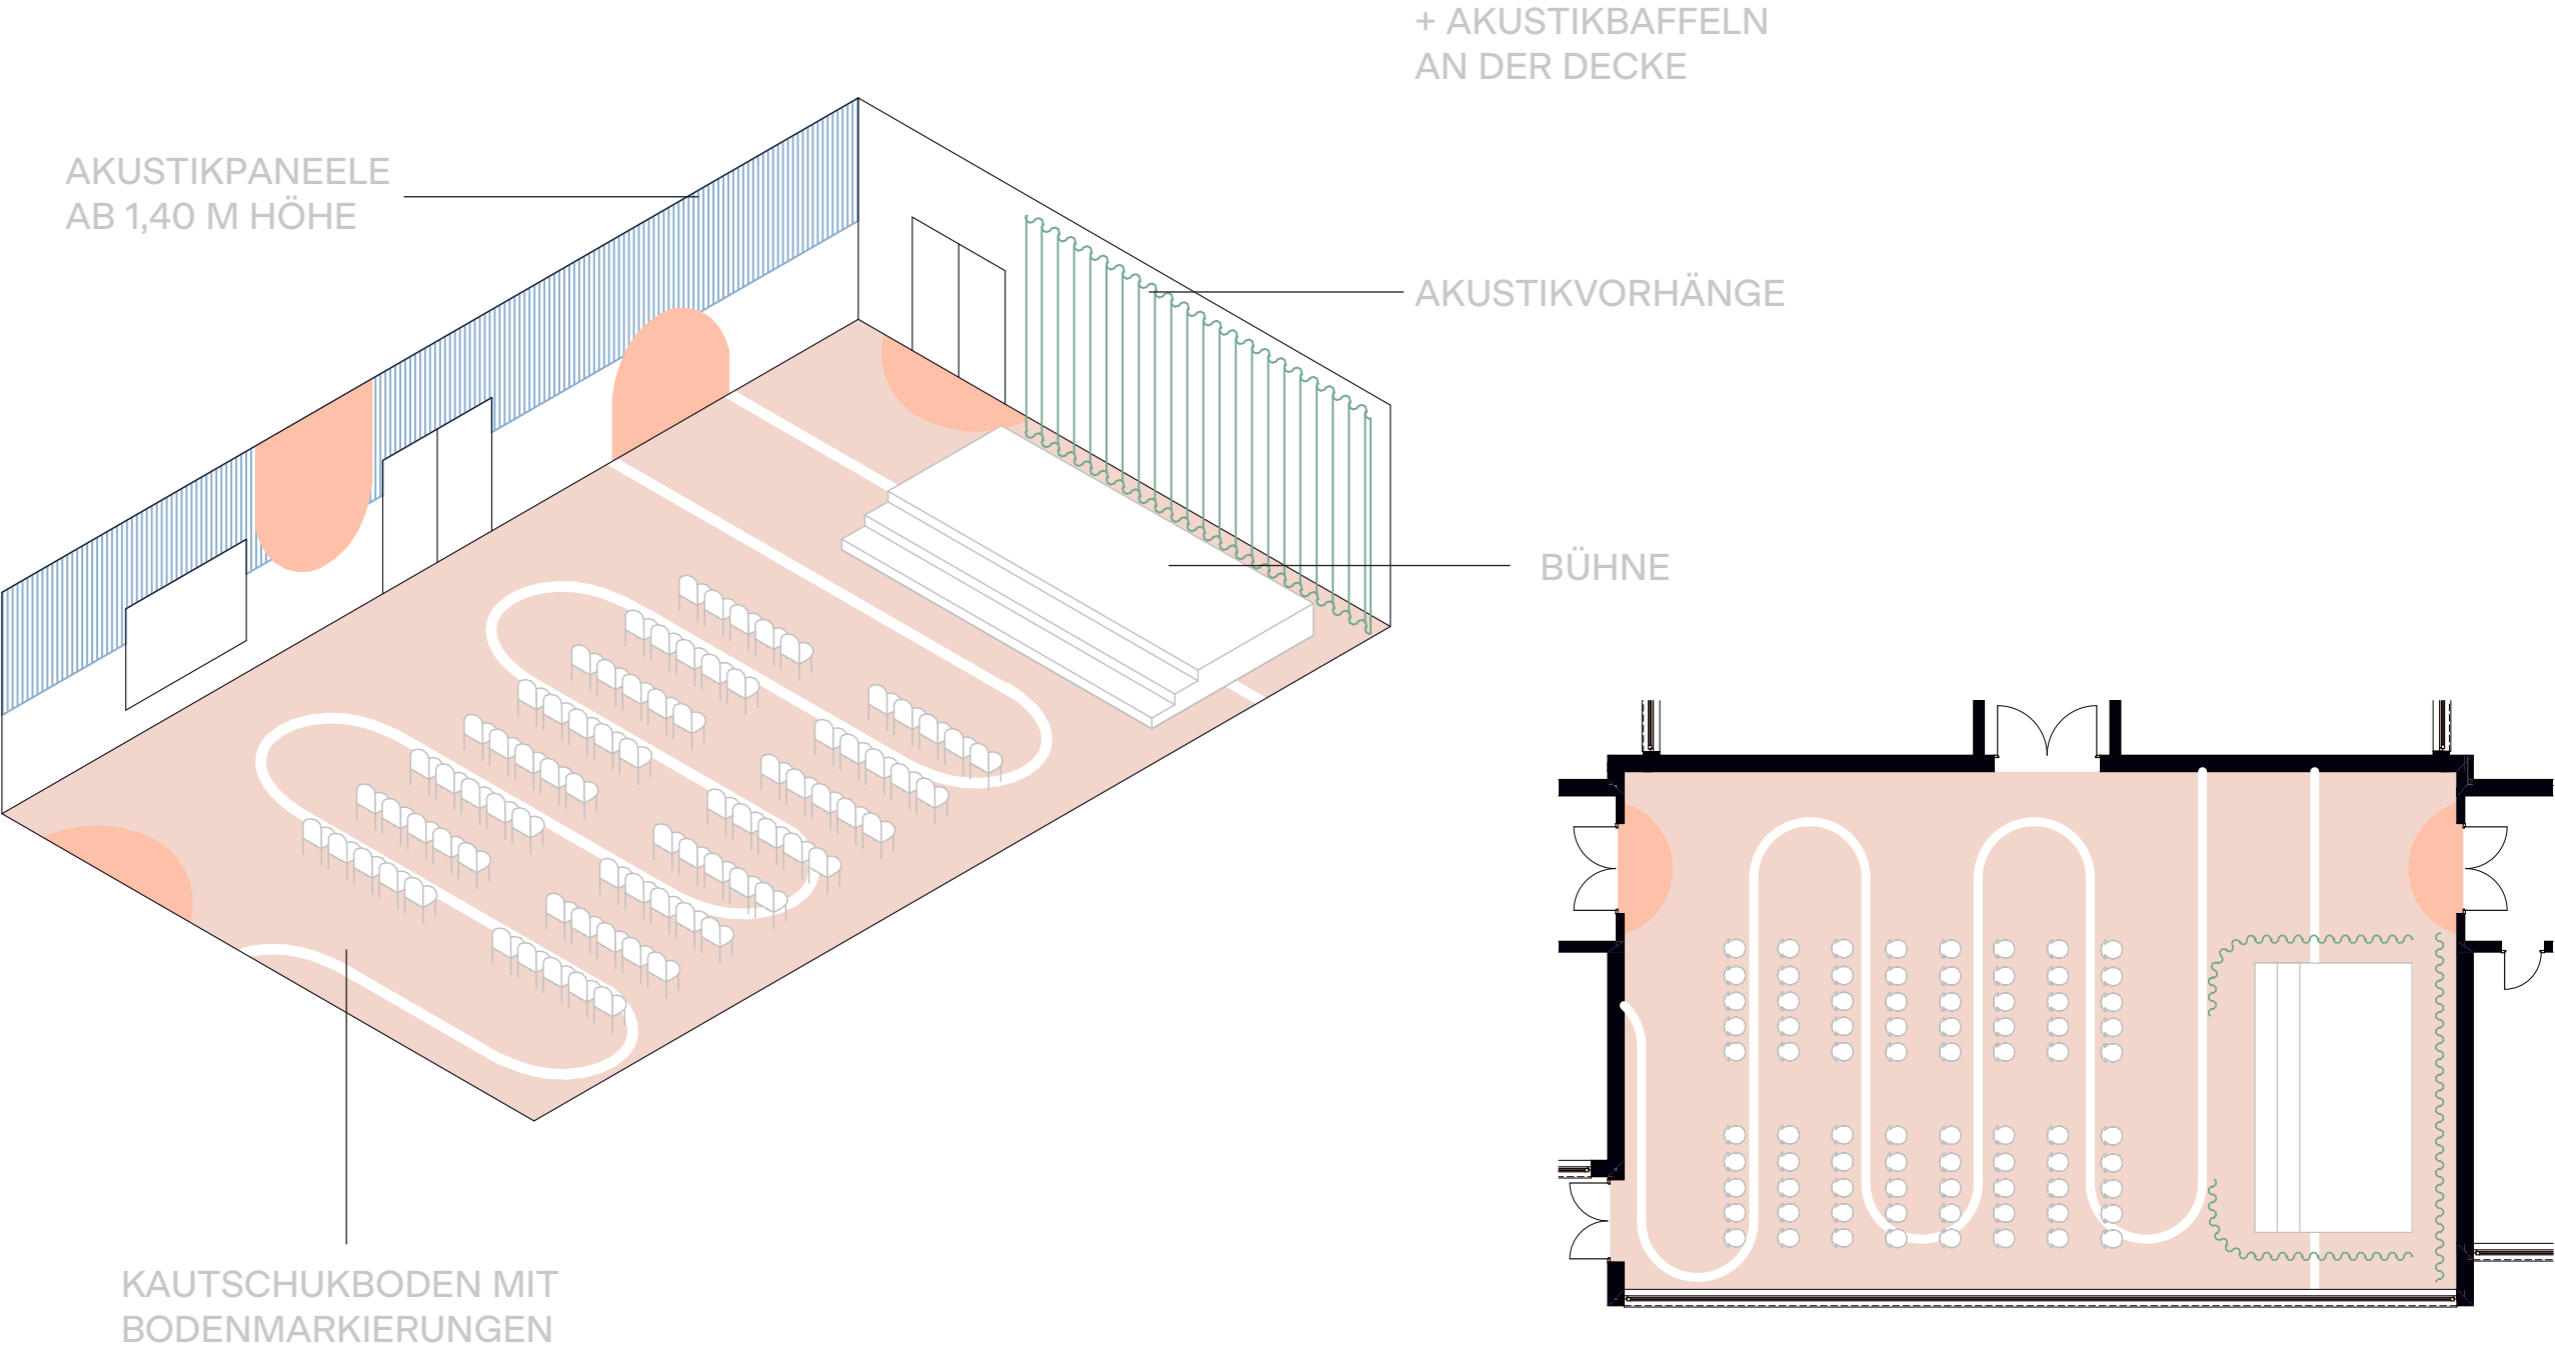 + AKUSTIKBAFFELN
AN DER DECKE
AKUSTIKPANEELE
AB 1,40 M HÖHE
AKUSTIKVORHÄNGE
BÜHNE
KAUTSCHUKBODEN MIT
BODENMARKIERUNGEN